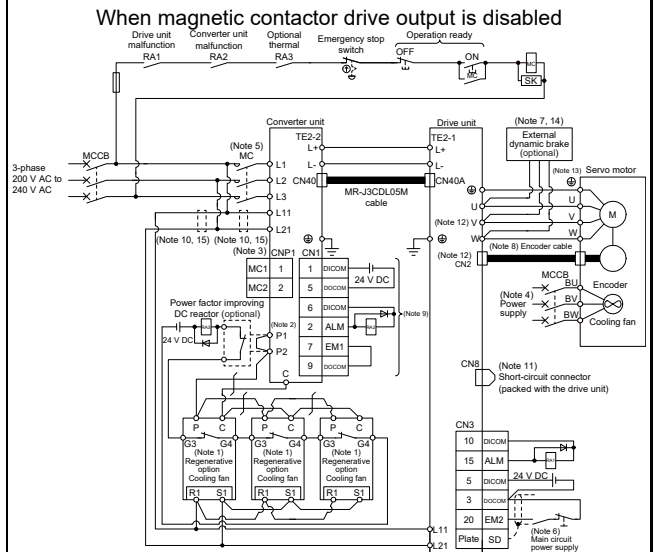 When magnetic contactor drive output is disabled
Drive unit
malfunction
RA1
Converter unit
malfunction
RA2
Optional
thermal
RA3
Emergency stop
switch
Operation ready
OFF
ON
MC
MC
SK
Converter unit
Drive unit
(Note 7, 14)
External
dynamic brake
(optional)
TE2-2
L+
L-
TE2-1
L+
L-
3-phase
200 V AC to
240 V AC
MCCB
(Note 5)
MC
L1
L2
L3
L11
L21
CN40
CN40A
MR-J3CDL05M
cable
(Note 13)
Servo motor
U
V
W
U
V
W
M
(Note 12)
(Note 10, 15)
(Note 10, 15)
(Note 8) Encoder cable
(Note 12)
CN2
Encoder
(Note 3)
CNP1
MC1 1
MC2 2
CN1
1 DICOM
5 DOCOM
6 DICOM
2 ALM
7 EM1
9 DOCOM
24 V DC
RA2
(Note 9)
MCCB
(Note 4)
Power
supply
BU
BV
BW
Cooling fan
Power factor improving
DC reactor (optional)
24 V DC
RA3
(Note 2)
P1
P2
C
CN8
(Note 11)
Short-circuit connector
(packed with the drive unit)
P C
G3 G4
(Note 1)
Regenerative
option
Cooling fan
R1 S1
P C
G3 G4
(Note 1)
Regenerative
option
Cooling fan
R1 S1
P C
G3 G4
(Note 1)
Regenerative
option
Cooling fan
R1 S1
CN3
10 DICOM
15 ALM
5 DICOM
3 DOCOM
20 EM2
Plate SD
RA1
24 V DC
(Note 6)
Main circuit
power supply
L11
L21